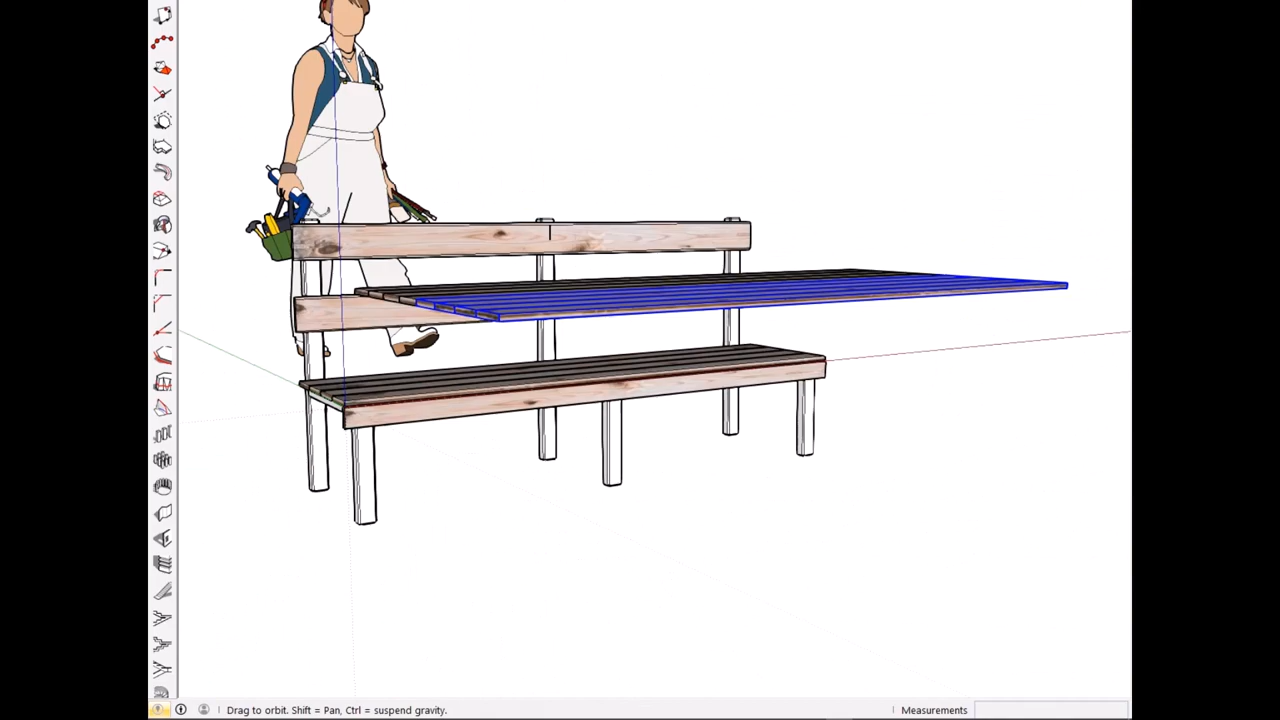 Drag to orbit. Shift = Pan, Ctrl = suspend gravity.
Measurements